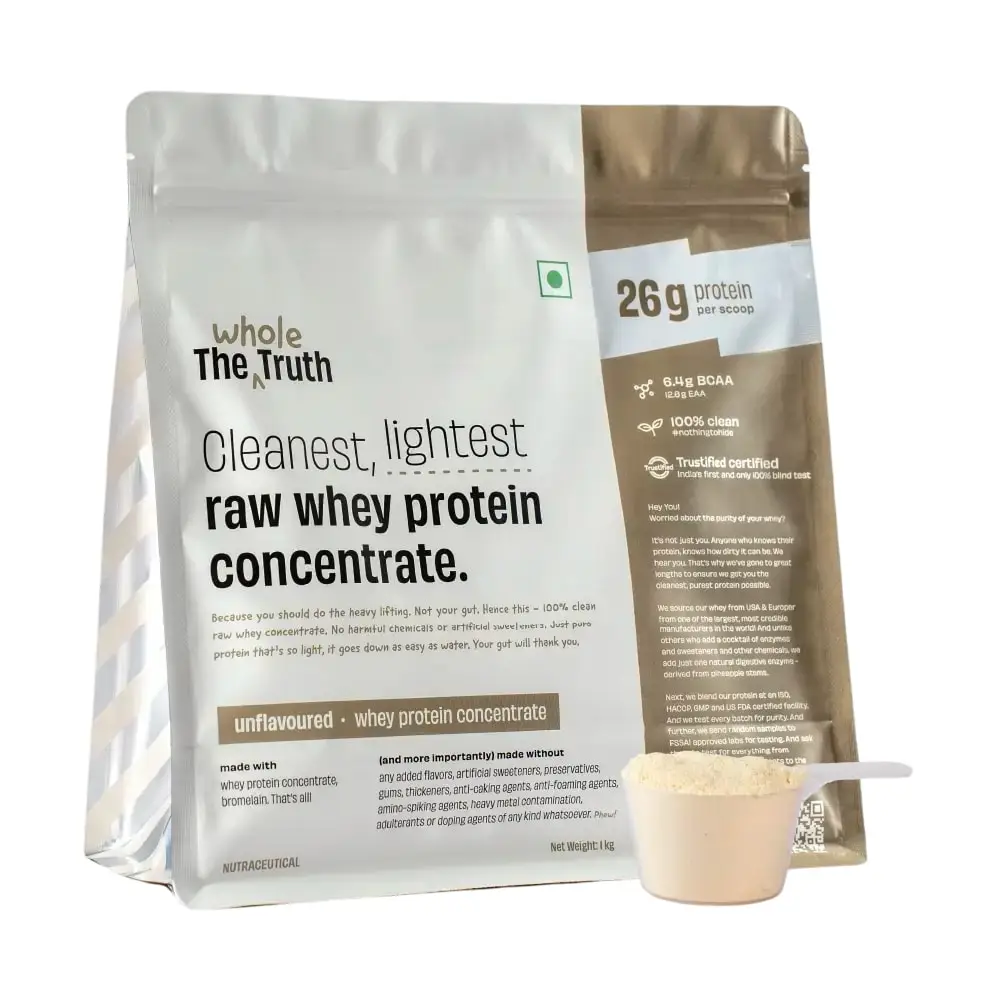 whole
The Truth
Cleanest, lightest
raw whey protein
concentrate.
Because you should do the heavy lifting. Not your gut. Hence this - 100% clean
raw whey concentrate. No harmful chemicals or artificial sweeteners. Just pure
protein that's so light, it goes down as easy as water. Your gut will thank you.
unflavoured · whey protein concentrate
made with
whey protein concentrate,
bromelain. That's all!
(and more importantly) made without
any added flavors, artificial sweeteners, preservatives,
gums, thickeners, anti-caking agents, anti-foaming agents,
amino-spiking agents, heavy metal contamination,
adulterants or doping agents of any kind whatsoever. Phew!
NUTRACEUTICAL
Net Weight: 1 kg
26g protein
per scoop
6.4g BCAA
12.8g EAA
100% clean
#nothingtohide
Trustified
Trustified certified
India's first and only 100% blind test
Hey You!
Worried about the purity of your whey?
It's not just you. Anyone who knows their
protein, knows how dirty it can be. We
hear you. That's why we've gone to great
lengths to ensure we get you the
cleanest, purest protein possible.
We source our whey from USA & Europe
from one of the largest, most credible
manufacturers in the world! And unlike
others who add a cocktail of enzymes
and sweeteners and other chemicals, we
add just one natural digestive enzyme -
derived from pineapple stems.
Next, we blend our protein at an ISO,
HACCP, GMP and US FDA certified facility.
And we test every batch for purity. And
further, we send random samples to
FSSAI approved labs for testing. And ask
test for everything from
to the